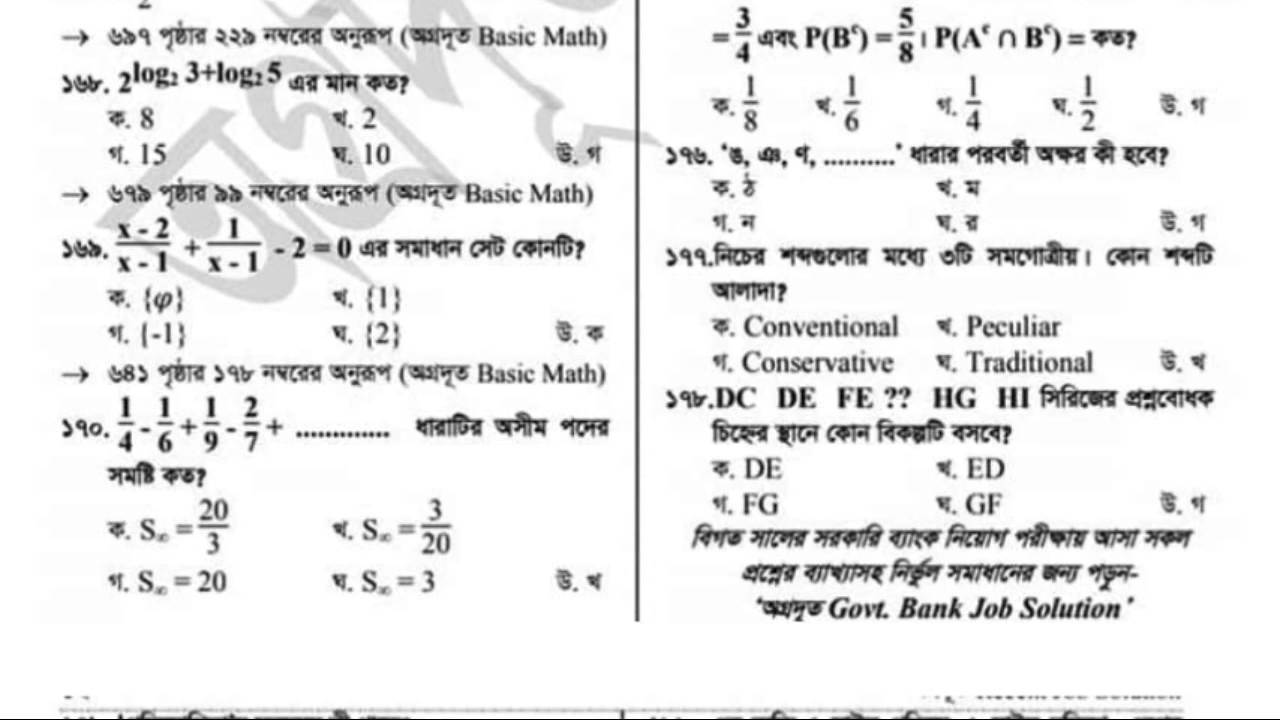 → ৬৯৭ পৃষ্ঠার ২২৯ নম্বরের অনুরূপ (অগ্রদূত Basic Math)
১৬৮. 2^log₂ 3+log₂ 5 এর মান কত?
ক. 8 খ. 2
গ. 15 ঘ. 10 উ. গ
→ ৬৭৯ পৃষ্ঠার ৯৯ নম্বরের অনুরূপ (অগ্রদূত Basic Math)
১৬৯. x - 2/x - 1 + 1/x - 1 - 2 = 0 এর সমাধান সেট কোনটি?
ক. {φ} খ. {1}
গ. {-1} ঘ. {2} উ. ক
→ ৬৪১ পৃষ্ঠার ১৭৮ নম্বরের অনুরূপ (অগ্রদূত Basic Math)
১৭০. 1/4 - 1/6 + 1/9 - 2/7 + ............. ধারাটির অসীম পদের
সমষ্টি কত?
ক. S∞ = 20/3 খ. S∞ = 3/20
গ. S∞ = 20 ঘ. S∞ = 3 উ. খ
= 3/4 এবং P(Bᶜ) = 5/8। P(Aᶜ ∩ Bᶜ) = কত?
ক. 1/8 খ. 1/6 গ. 1/4 ঘ. 1/2 উ. গ
১৭৬. ‘ঙ, ঞ, ণ, ..........’ ধারার পরবর্তী অক্ষর কী হবে?
ক. ঠ খ. ম
গ. ন ঘ. র উ. গ
১৭৭.নিচের শব্দগুলোর মধ্যে ৩টি সমগোত্রীয়। কোন শব্দটি
আলাদা?
ক. Conventional খ. Peculiar
গ. Conservative ঘ. Traditional উ. খ
১৭৮.DC DE FE ?? HG HI সিরিজের প্রশ্নবোধক
চিহ্নের স্থানে কোন বিকল্পটি বসবে?
ক. DE খ. ED
গ. FG ঘ. GF উ. গ
বিগত সালের সরকারি ব্যাংক নিয়োগ পরীক্ষায় আসা সকল
প্রশ্নের ব্যাখ্যাসহ নির্ভুল সমাধানের জন্য পড়ুন-
‘অগ্রদূত Govt. Bank Job Solution’